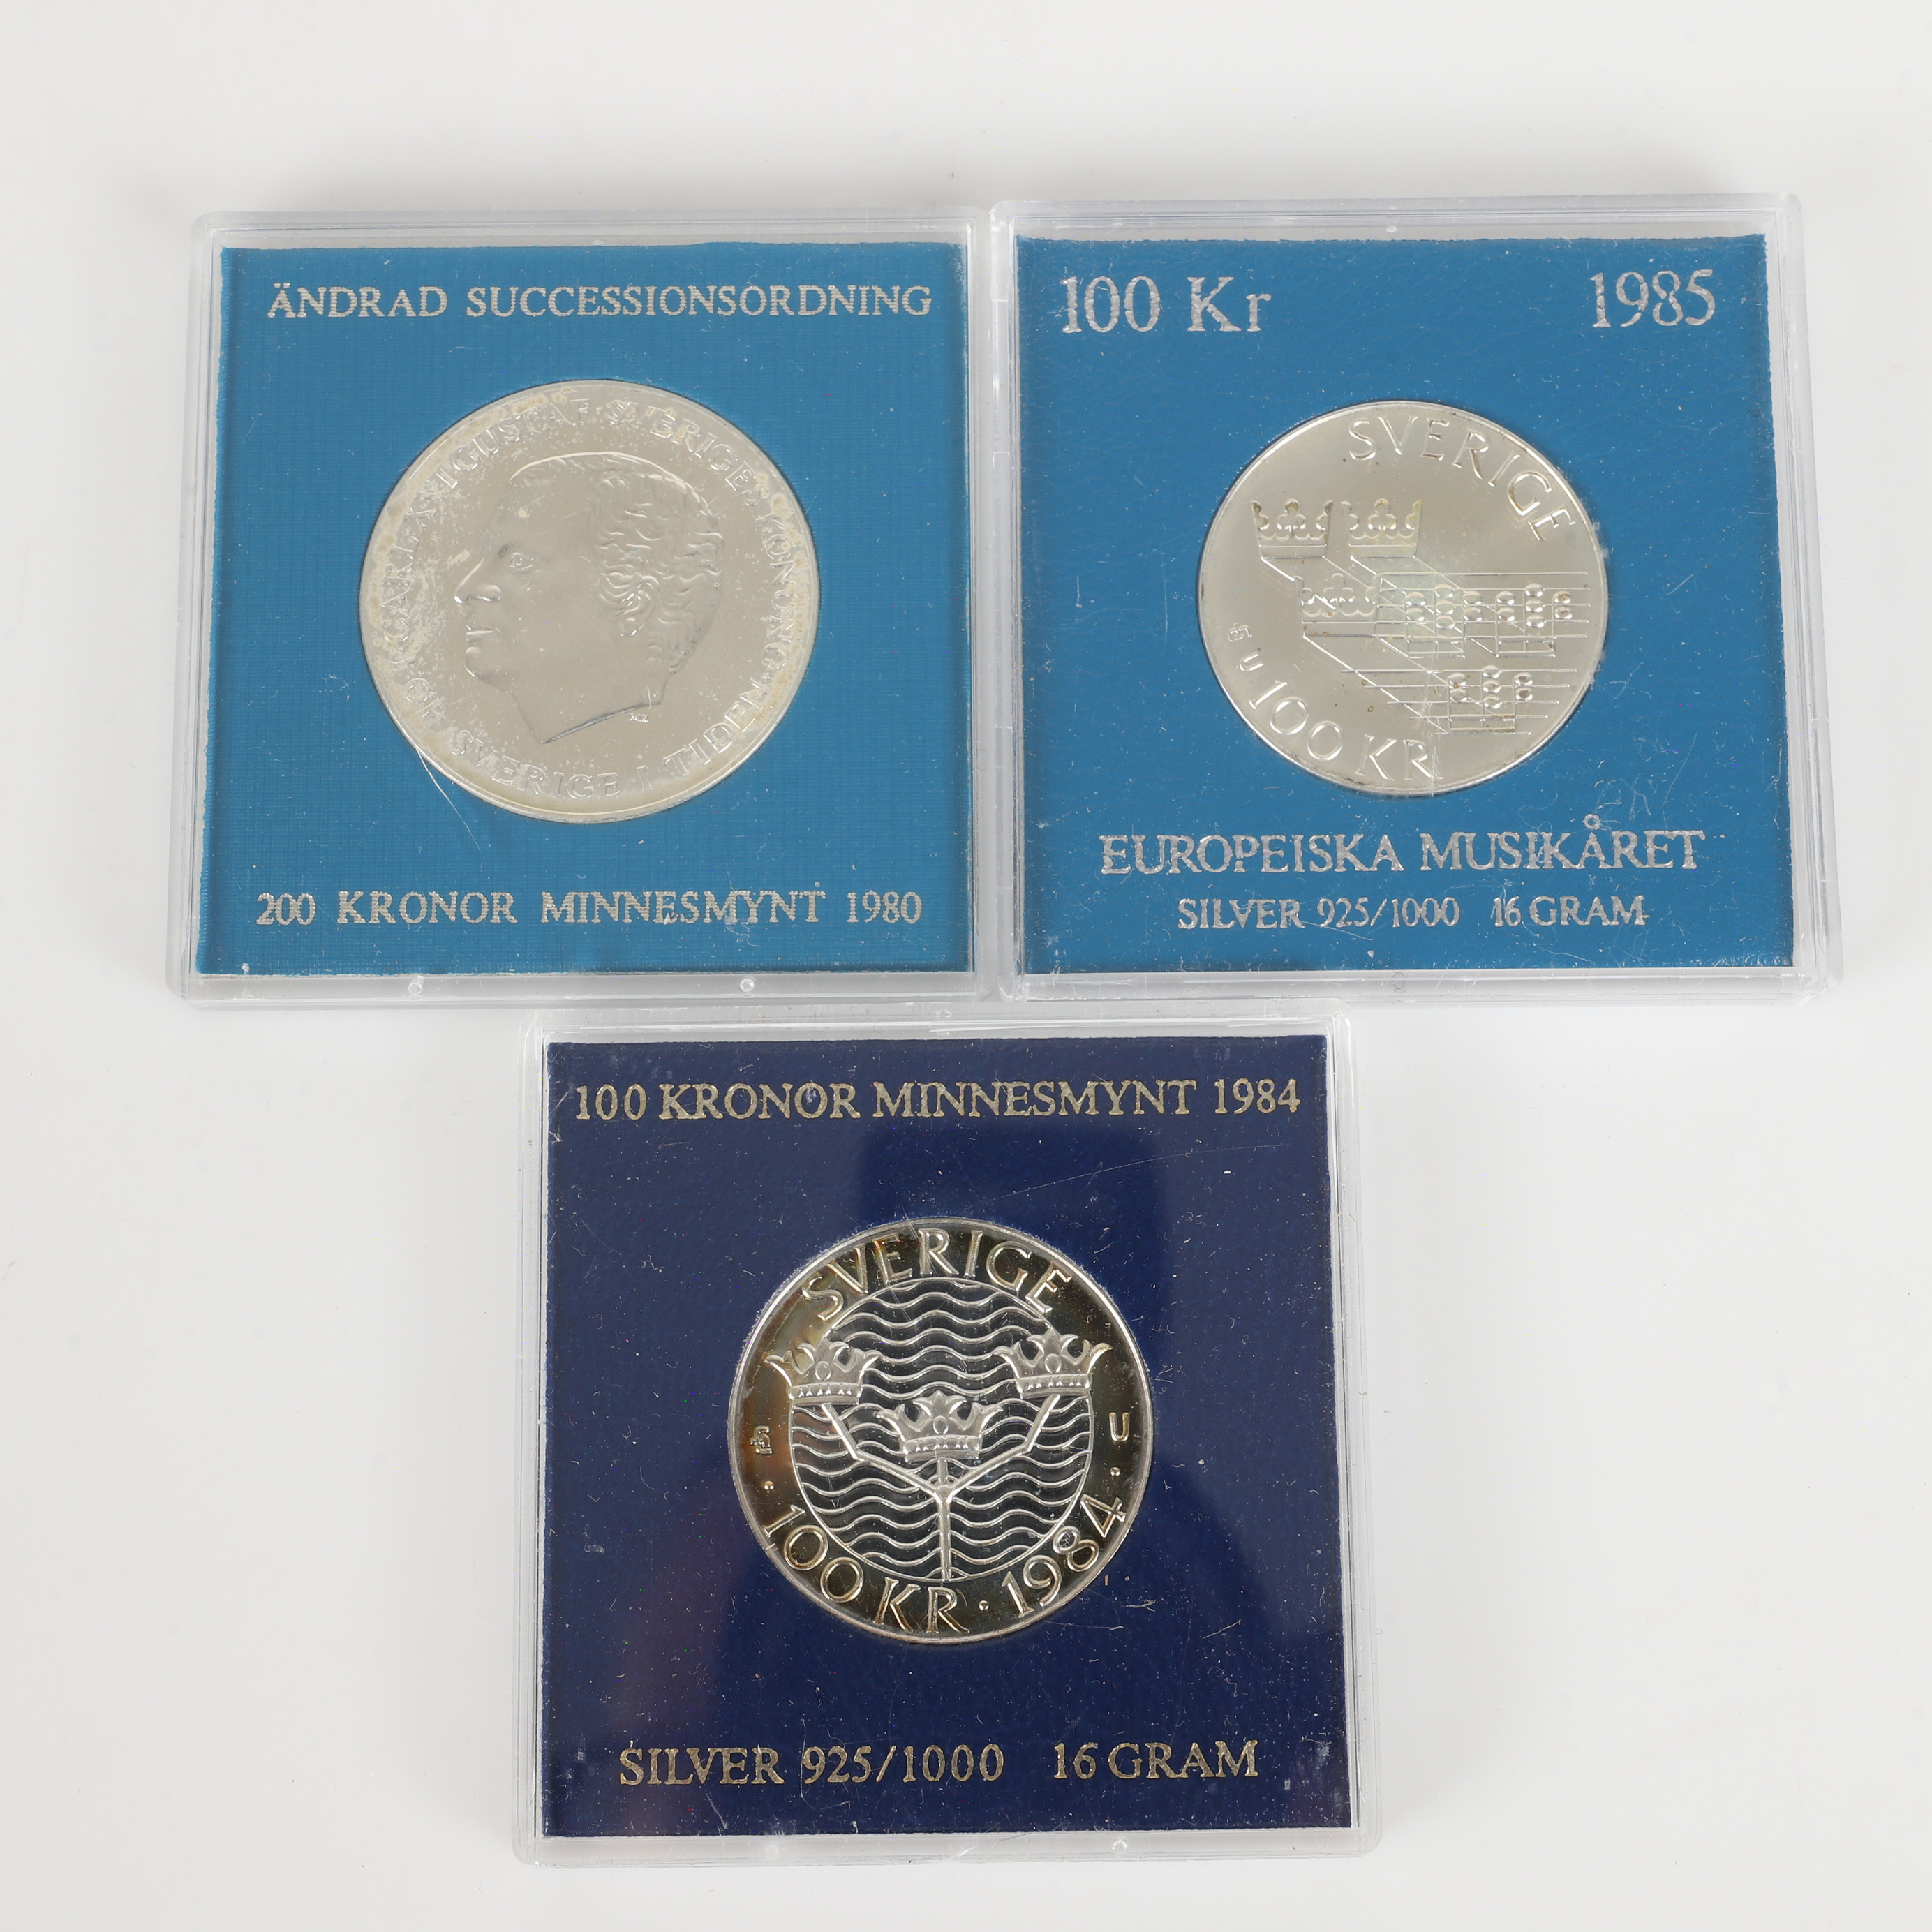 ÄNDRAD SUCCESSIONSORDNING
CARL XVI GUSTAF · SVERIGES KONUNG ·
FÖR SVERIGE I TIDEN
200 KRONOR MINNESMYNT 1980
100 Kr 1985
SVERIGE
U
100 KR
EUROPEISKA MUSIKÅRET
SILVER 925/1000 16 GRAM
100 KRONOR MINNESMYNT 1984
SVERIGE
U
· 100 KR · 1984 ·
SILVER 925/1000 16 GRAM